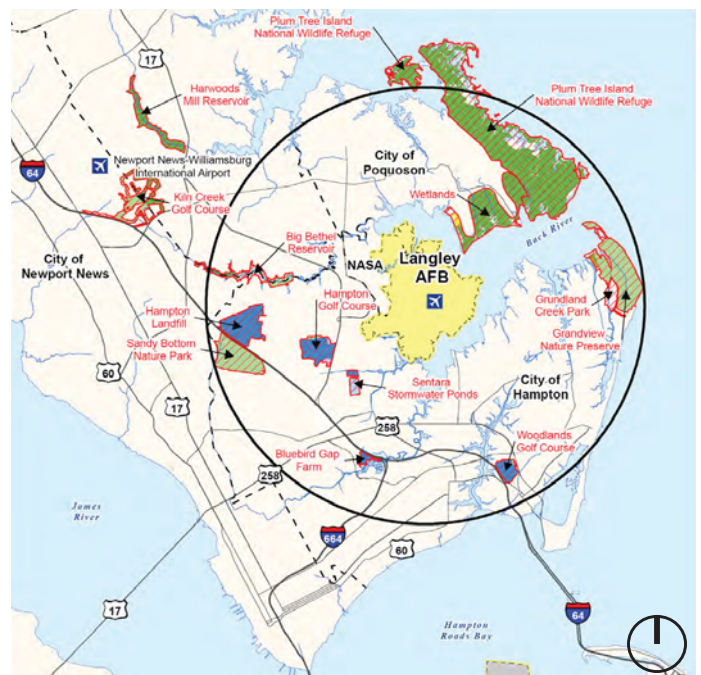 Plum Tree Island
National Wildlife Refuge
17
Harwoods
Mill Reservoir
Plum Tree Island
National Wildlife Refuge
64
Newport News-Williamsburg
International Airport
City of
Poquoson
Kiln Creek
Golf Course
Wetlands
Back River
City of
Newport News
Big Bethel
Reservoir
NASA
Langley
AFB
Hampton
Landfill
Hampton
Golf Course
Grundland
Creek Park
Grandview
Nature Preserve
Sandy Bottom
Nature Park
60
17
Sentara
Stormwater Ponds
City of
Hampton
258
Bluebird Gap
Farm
Woodlands
Golf Course
258
James
River
664
60
17
64
Hampton
Roads Bay